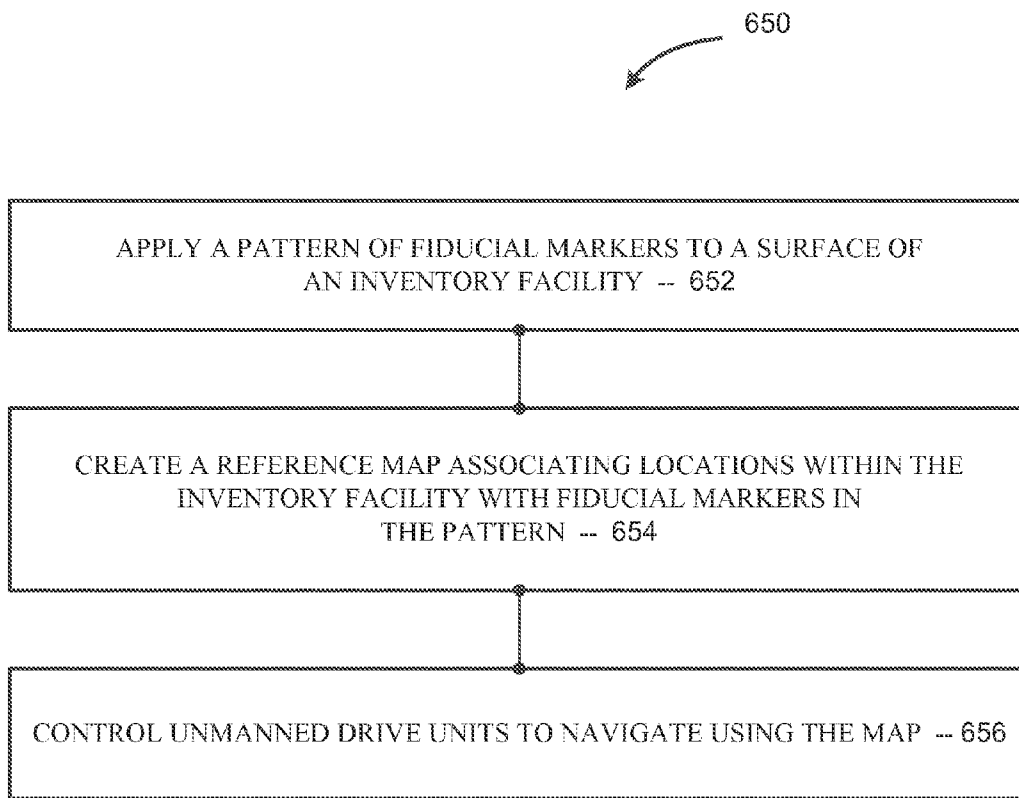 650
APPLY A PATTERN OF FIDUCIAL MARKERS TO A SURFACE OF
AN INVENTORY FACILITY -- 652
CREATE A REFERENCE MAP ASSOCIATING LOCATIONS WITHIN THE
INVENTORY FACILITY WITH FIDUCIAL MARKERS IN
THE PATTERN -- 654
CONTROL UNMANNED DRIVE UNITS TO NAVIGATE USING THE MAP -- 656